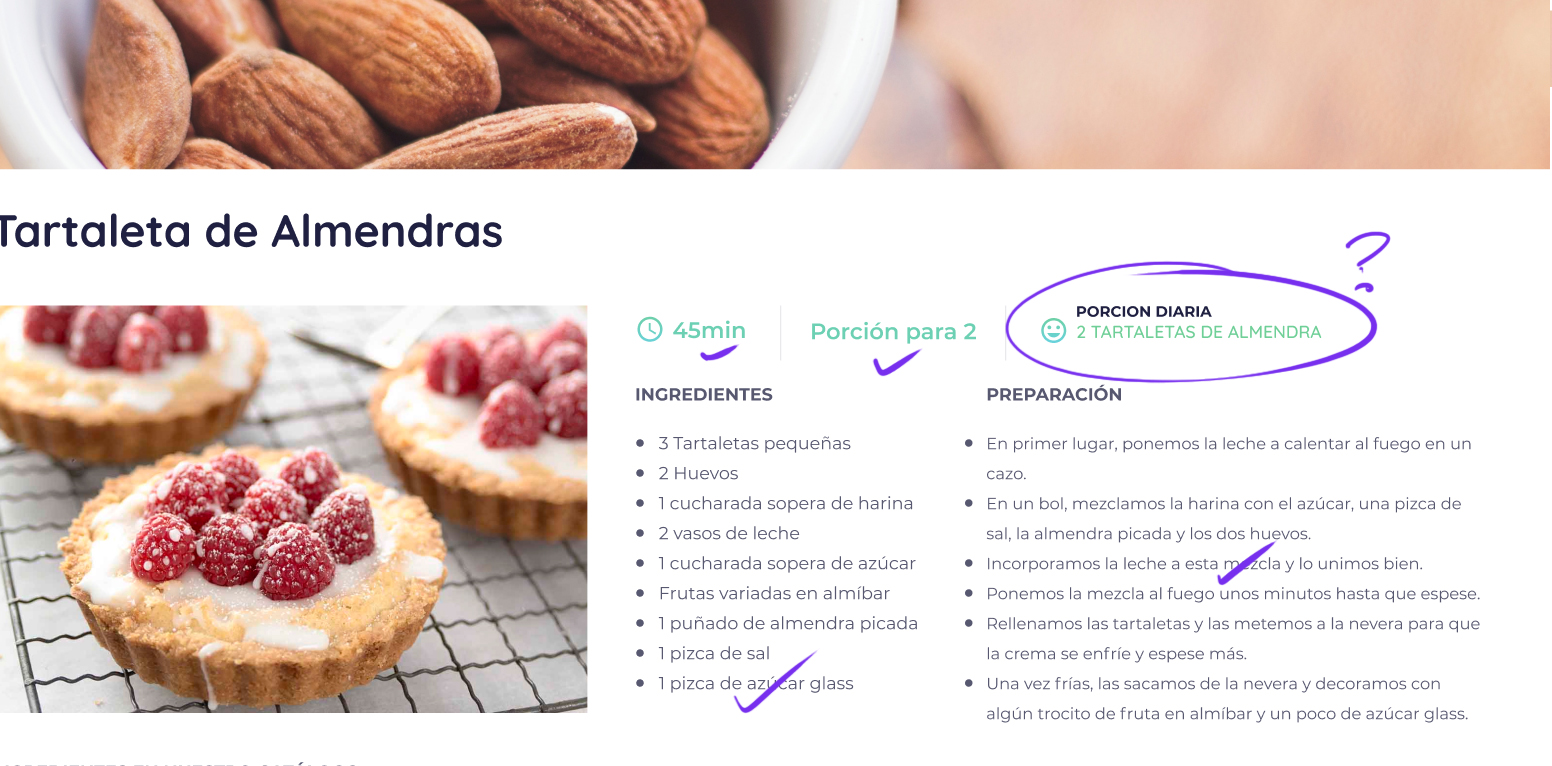 Tartaleta de Almendras
?
45min
Porción para 2
PORCION DIARIA
2 TARTALETAS DE ALMENDRA
INGREDIENTES
3 Tartaletas pequeñas
2 Huevos
1 cucharada sopera de harina
2 vasos de leche
1 cucharada sopera de azúcar
Frutas variadas en almíbar
1 puñado de almendra picada
1 pizca de sal
1 pizca de azúcar glass
PREPARACIÓN
En primer lugar, ponemos la leche a calentar al fuego en un
cazo.
En un bol, mezclamos la harina con el azúcar, una pizca de
sal, la almendra picada y los dos huevos.
Incorporamos la leche a esta mezcla y lo unimos bien.
Ponemos la mezcla al fuego unos minutos hasta que espese.
Rellenamos las tartaletas y las metemos a la nevera para que
la crema se enfríe y espese más.
Una vez frías, las sacamos de la nevera y decoramos con
algún trocito de fruta en almíbar y un poco de azúcar glass.